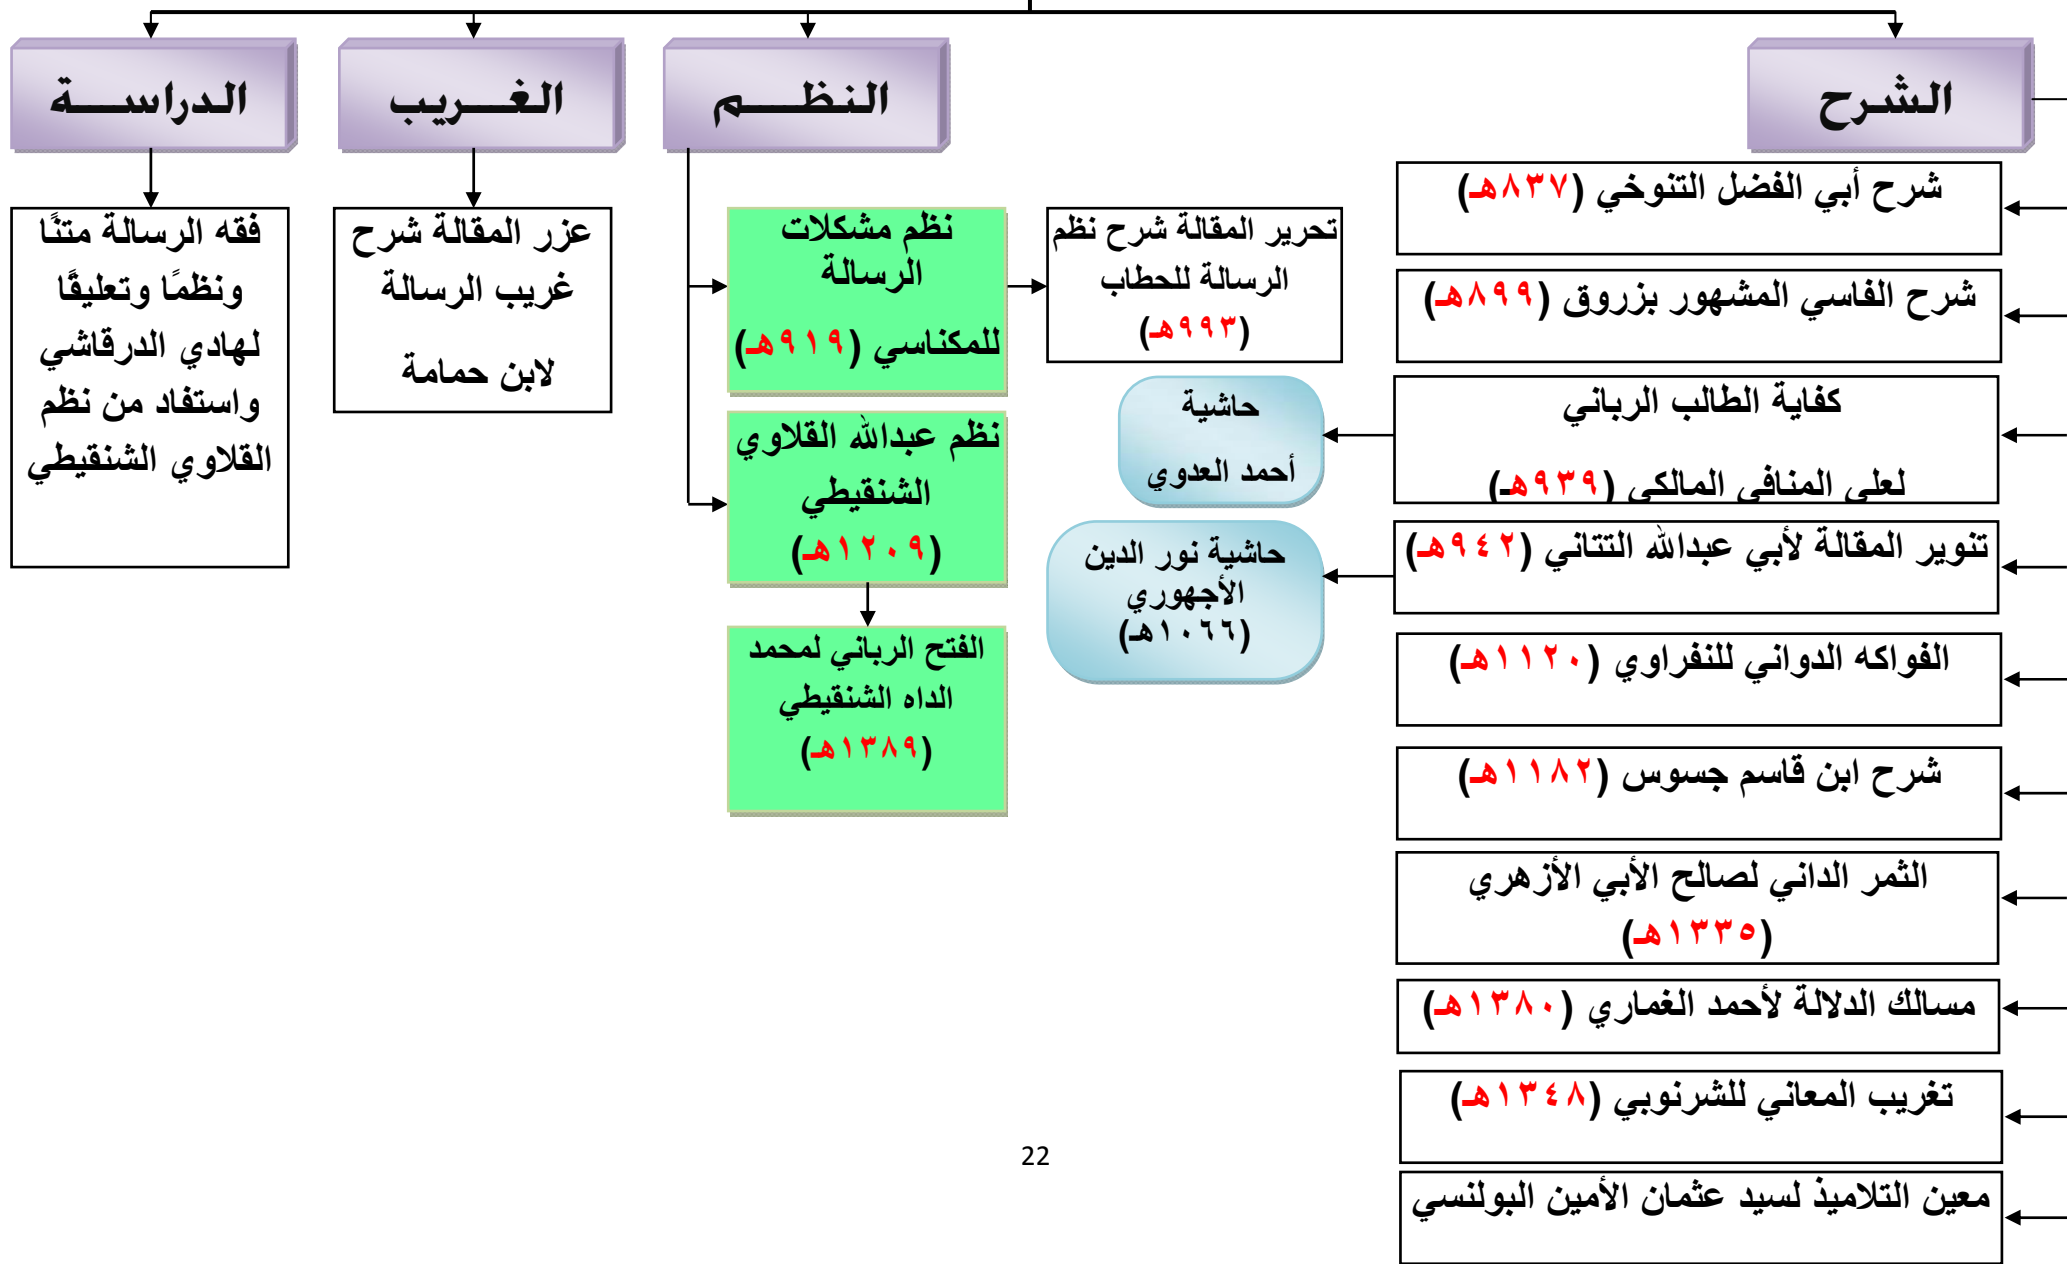 الشرح
شرح أبي الفضل التنوخي (٨٣٧هـ)
شرح الفاسي المشهور بزروق (٨٩٩هـ)
كفاية الطالب الرباني
لعلي المنافي المالكي (٩٣٩هـ)
حاشية
أحمد العدوي
تنوير المقالة لأبي عبدالله التتائي (٩٤٢هـ)
حاشية نور الدين
الأجهوري
(١٠٦٦هـ)
الفواكه الدواني للنفراوي (١١٢٠هـ)
شرح ابن قاسم جسوس (١١٨٢هـ)
الثمر الداني لصالح الأبي الأزهري
(١٣٣٥هـ)
مسالك الدلالة لأحمد الغماري (١٣٨٠هـ)
تغريب المعاني للشرنوبي (١٣٤٨هـ)
معين التلاميذ لسيد عثمان الأمين البولنسي
النظـــم
نظم مشكلات
الرسالة
للمكناسي (٩١٩هـ)
تحرير المقالة شرح نظم
الرسالة للحطاب
(٩٩٣هـ)
نظم عبدالله القلاوي
الشنقيطي
(١٢٠٩هـ)
الفتح الرباني لمحمد
الداه الشنقيطي
(١٣٨٩هـ)
الغــريب
عزر المقالة شرح
غريب الرسالة
لابن حمامة
الدراســـة
فقه الرسالة متنًا
ونظمًا وتعليقًا
لهادي الدرقاشي
واستفاد من نظم
القلاوي الشنقيطي
22